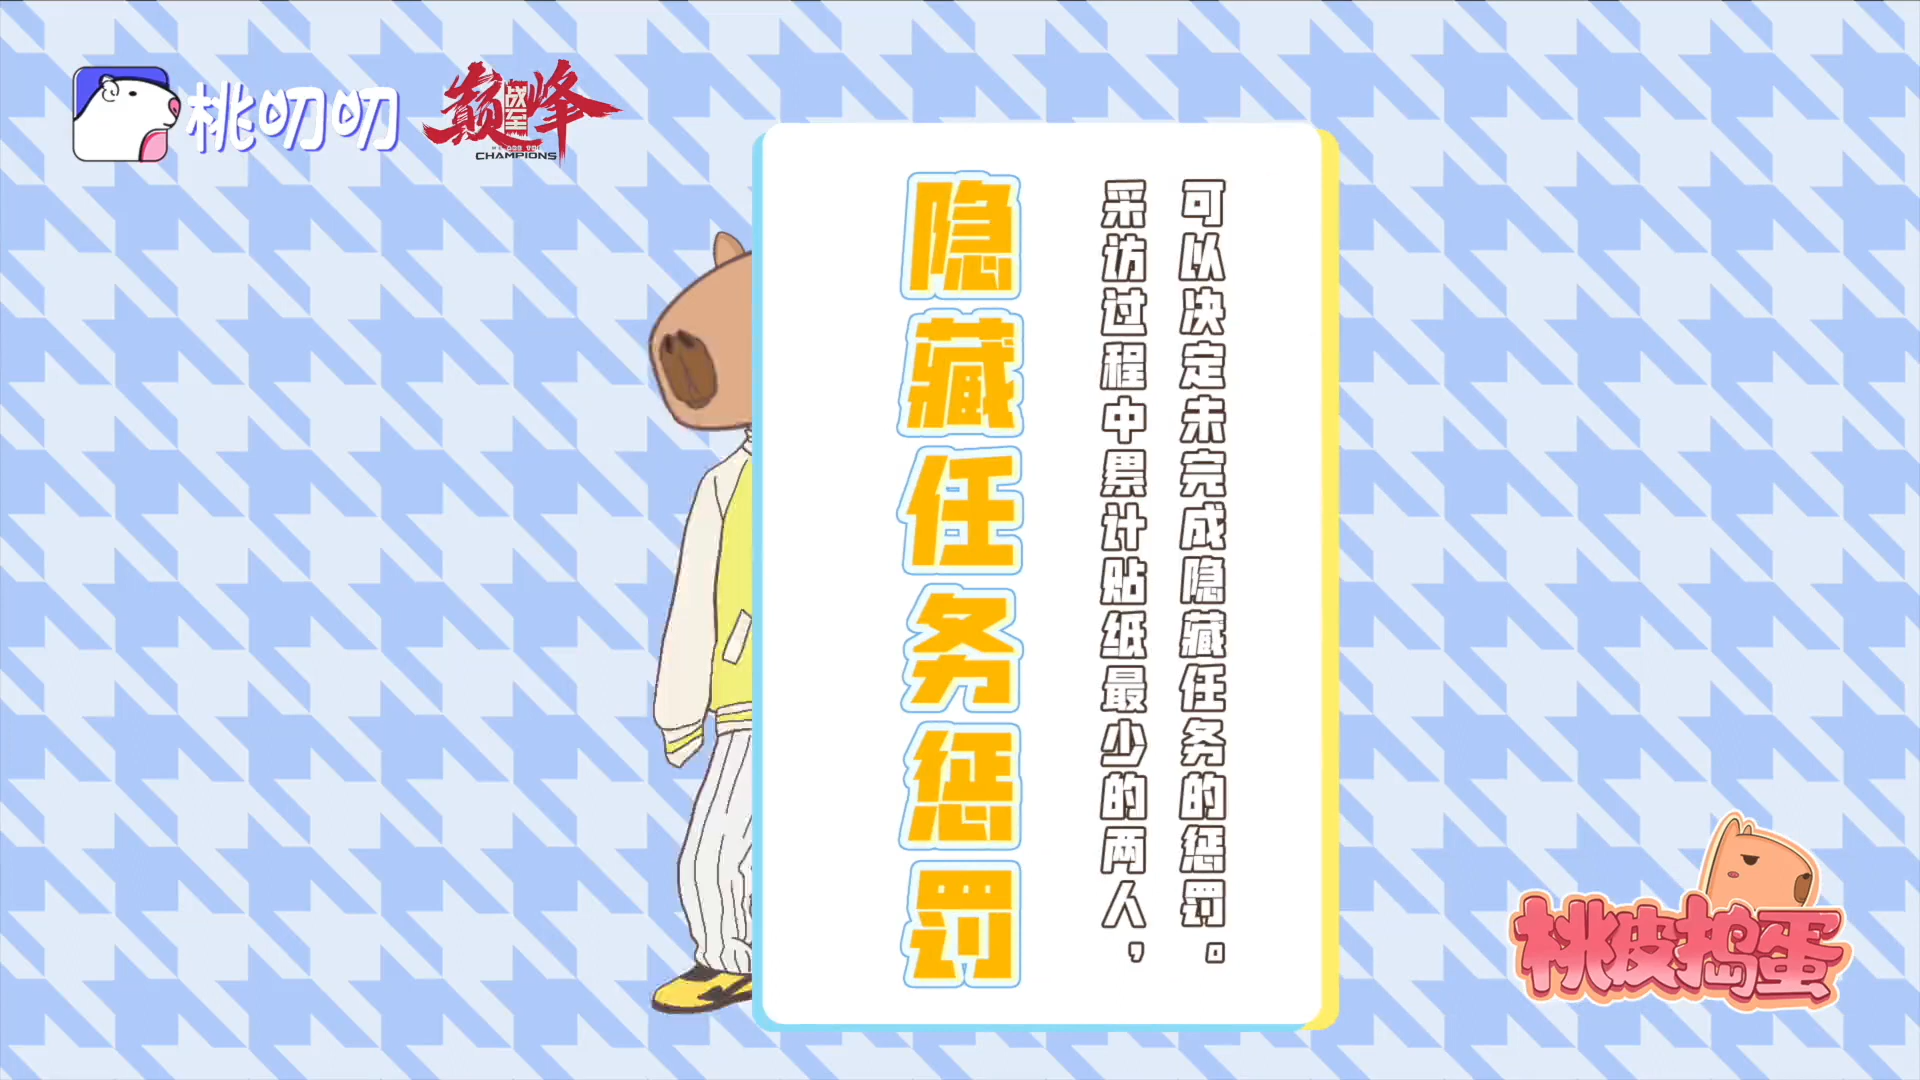 桃叨叨
巅峰
战至
CHAMPIONS
隐藏任务惩罚
采访过程中累计贴纸最少的两人，
可以决定未完成隐藏任务的惩罚。
桃皮捣蛋